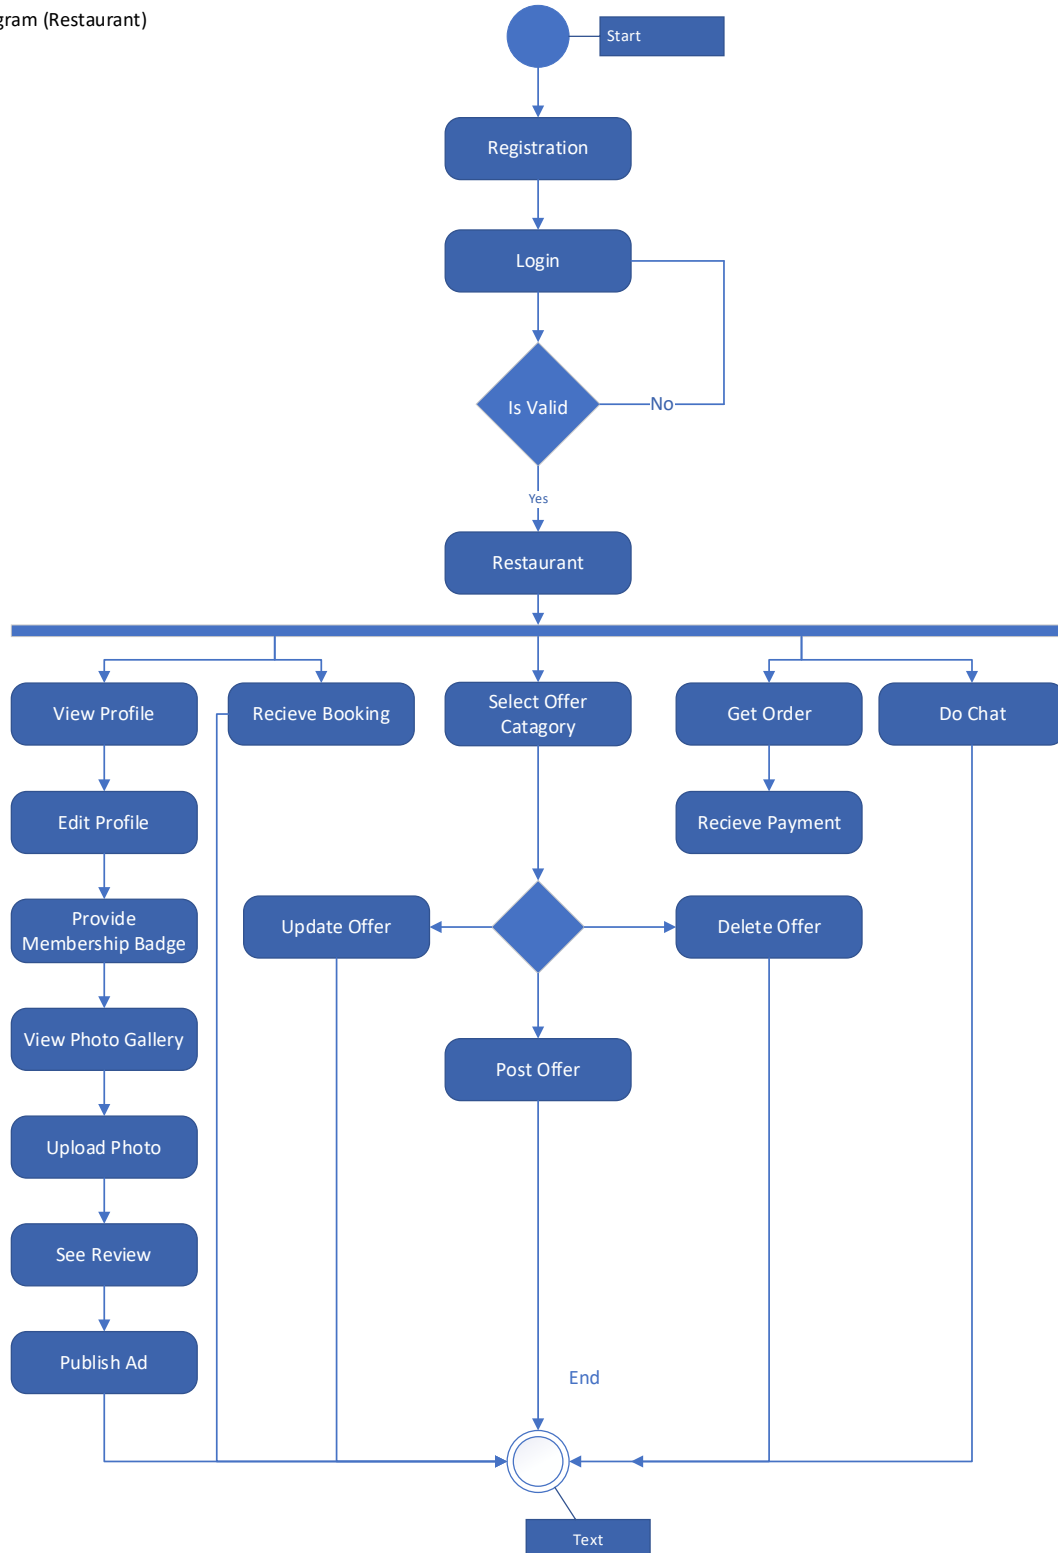 gram (Restaurant)
Start
Registration
Login
Is Valid
No
Yes
Restaurant
View Profile
Recieve Booking
Select Offer
Catagory
Get Order
Do Chat
Edit Profile
Recieve Payment
Provide
Membership Badge
Update Offer
Delete Offer
View Photo Gallery
Post Offer
Upload Photo
See Review
Publish Ad
End
Text